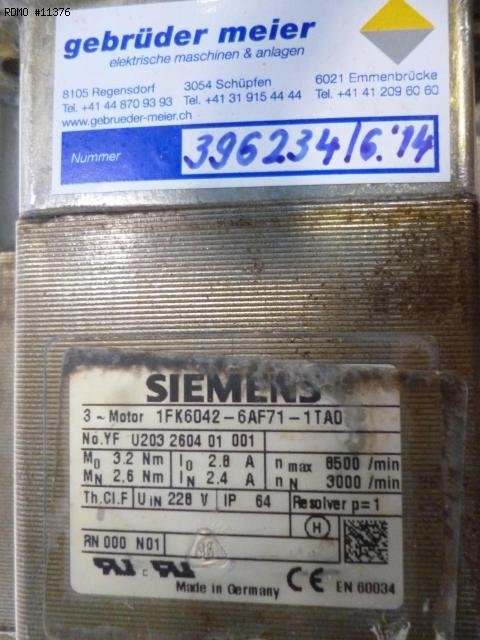 RDMO #11376
gebrüder meier
elektrische maschinen & anlagen
8105 Regensdorf 3054 Schüpfen 6021 Emmenbrücke
Tel. +41 44 870 93 93 Tel. +41 31 915 44 44 Tel. +41 41 209 60 60
www.gebrueder-meier.ch
Nummer 396234/6.'14
SIEMENS
3 ~ Motor 1FK6042-6AF71-1TA0
No.YF U203 2604 01 001
M0 3.2 Nm I0 2.8 A n max 6500 /min
MN 2.6 Nm IN 2.4 A n N 3000 /min
Th.Cl.F UIN 228 V IP 64 Resolver p=1
H
RN 000 N01
Made in Germany CE EN 60034